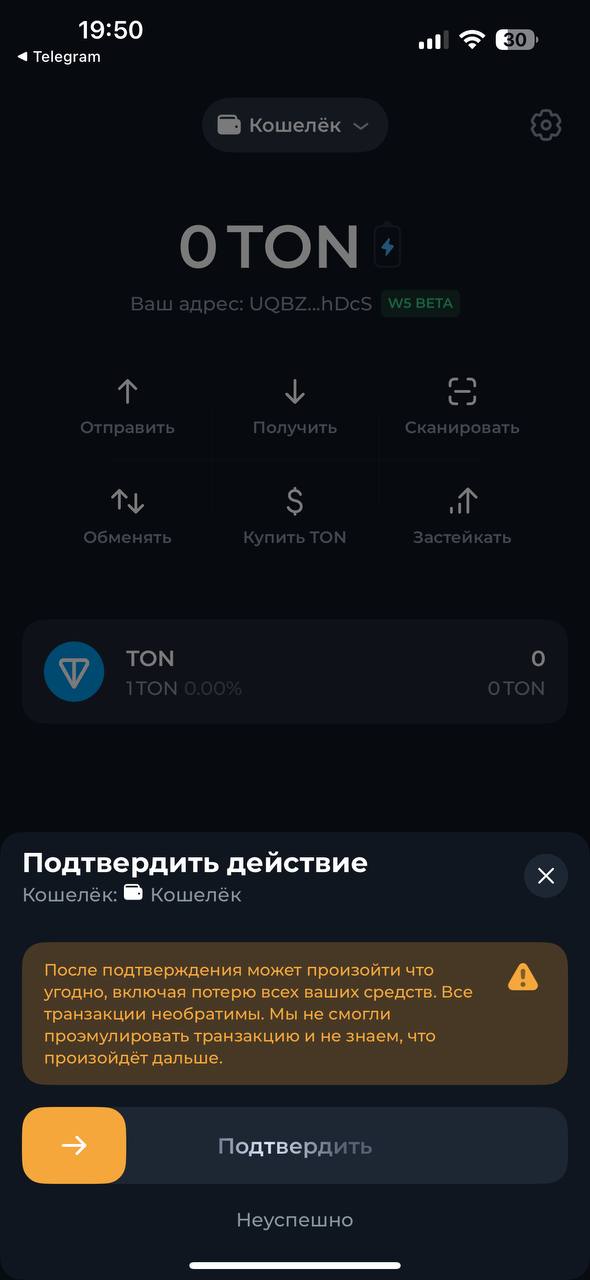 19:50
30
◀ Telegram
Кошелёк
0 TON
Ваш адрес: UQBZ...hDcS W5 BETA
Отправить Получить Сканировать
$
Обменять Купить TON Застейкать
TON 0
1 TON 0.00% 0 TON
Подтвердить действие
Кошелёк: Кошелёк
После подтверждения может произойти что
угодно, включая потерю всех ваших средств. Все
транзакции необратимы. Мы не смогли
проэмулировать транзакцию и не знаем, что
произойдёт дальше.
Подтвердить
Неуспешно